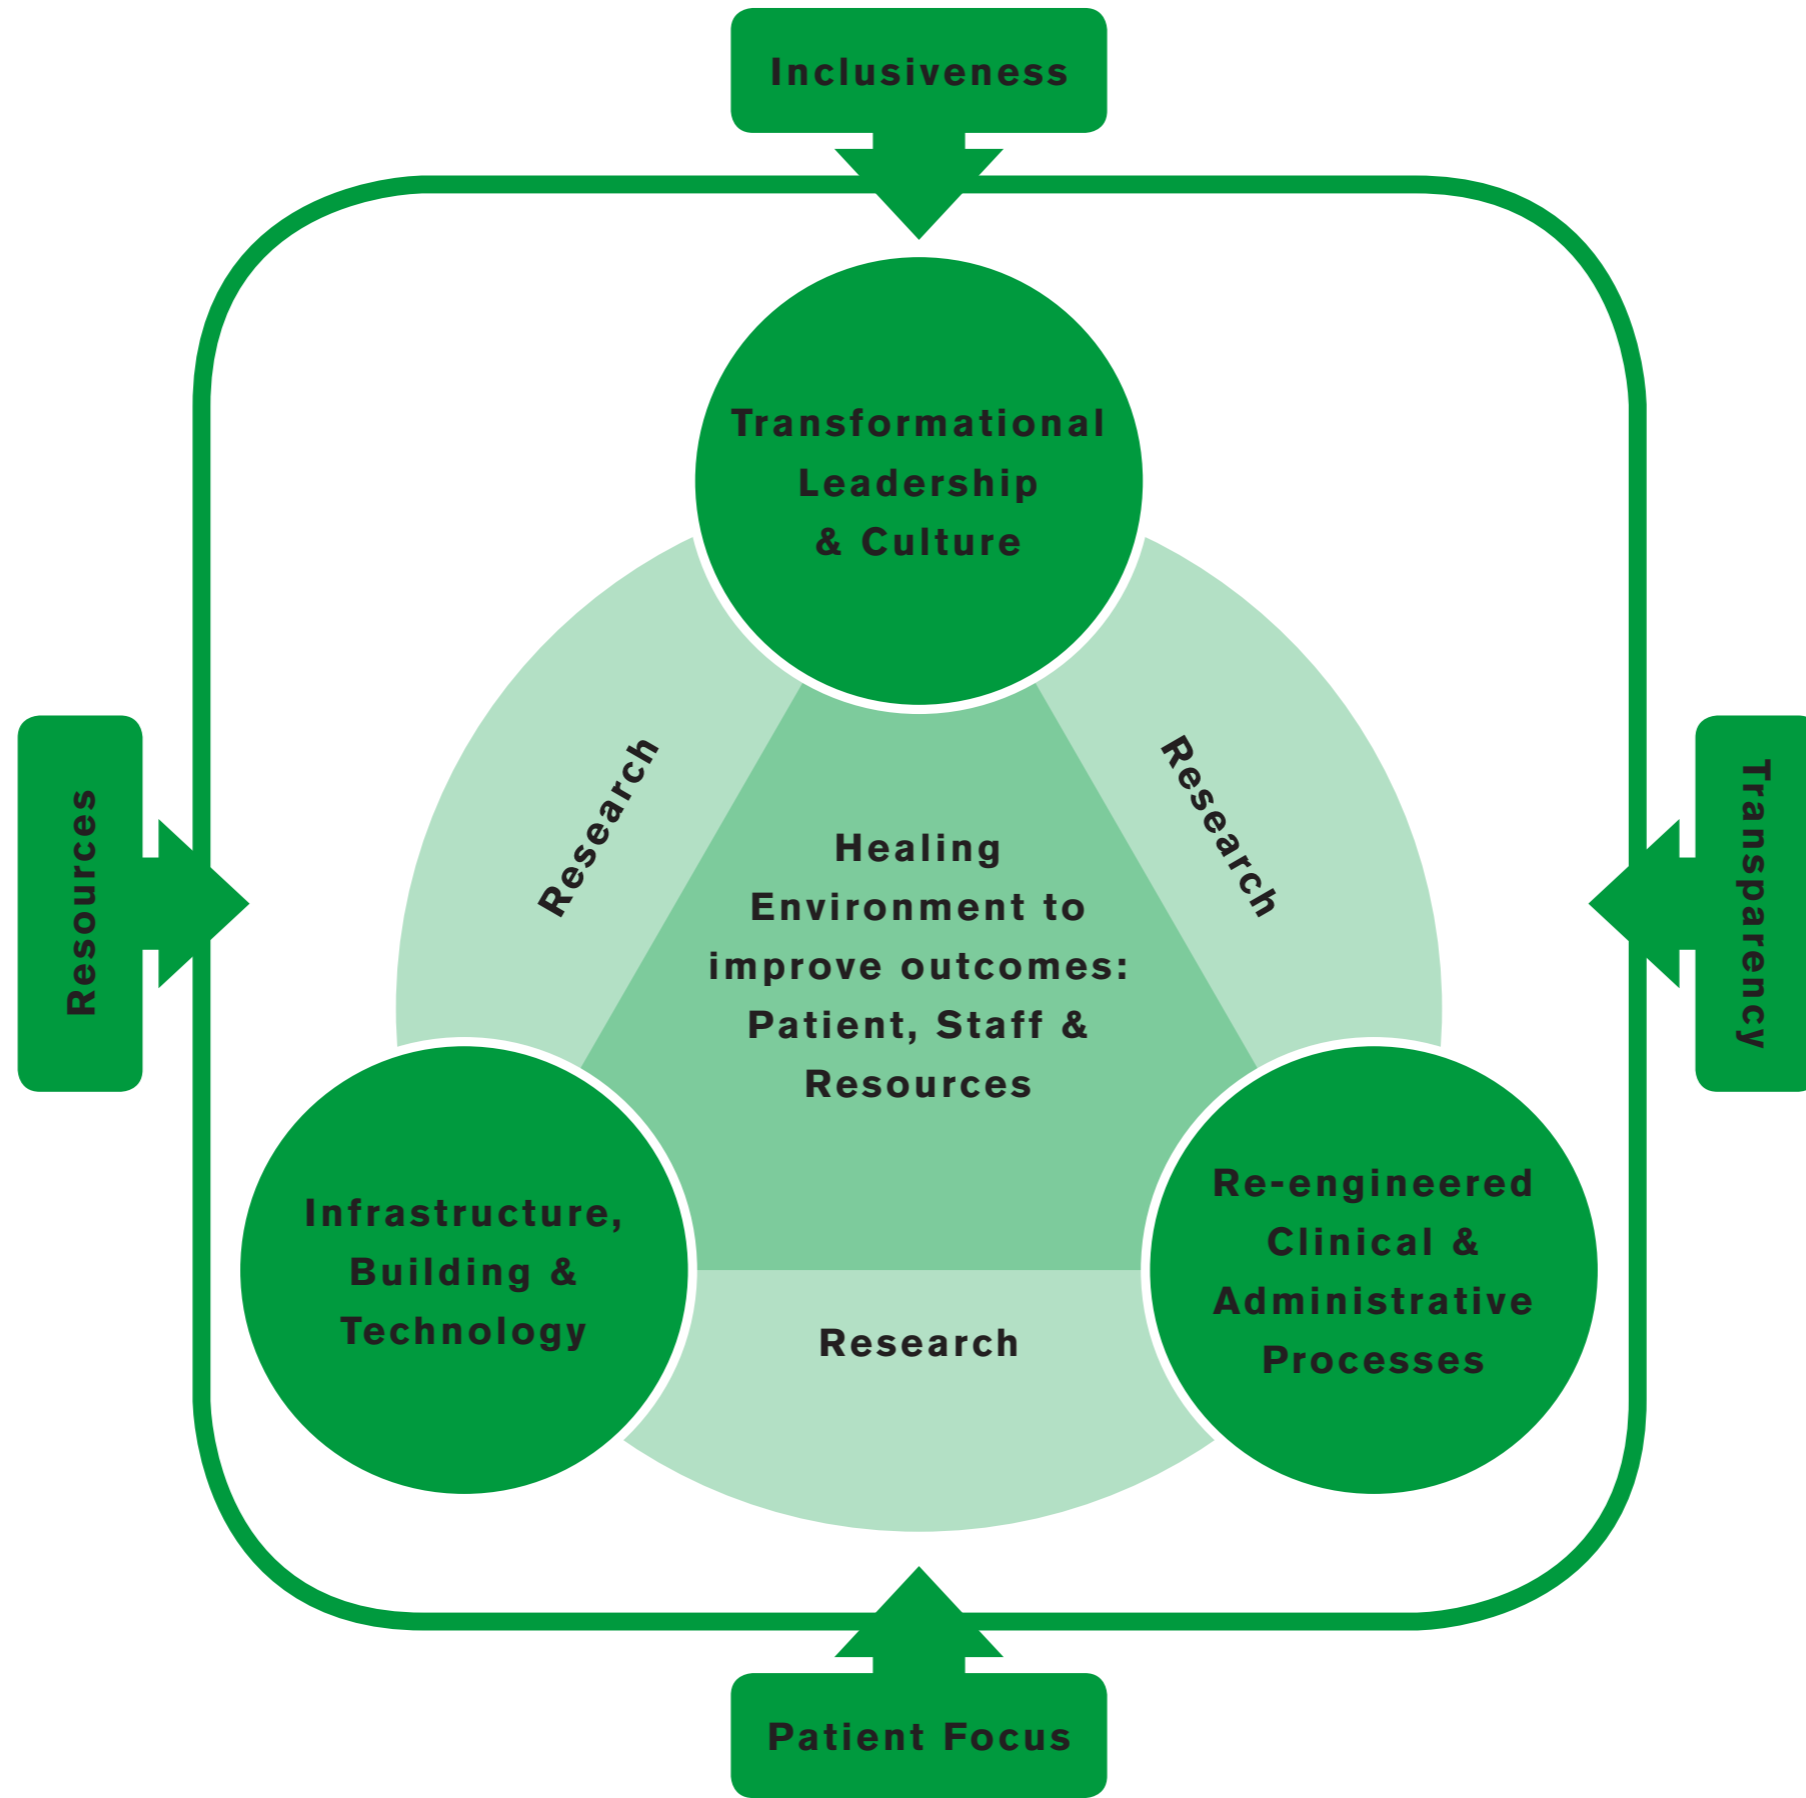 Inclusiveness
Transformational
Leadership
& Culture
Research
Research
Resources
Transparency
Healing
Environment to
improve outcomes:
Patient, Staff &
Resources
Infrastructure,
Building &
Technology
Re-engineered
Clinical &
Administrative
Processes
Research
Patient Focus